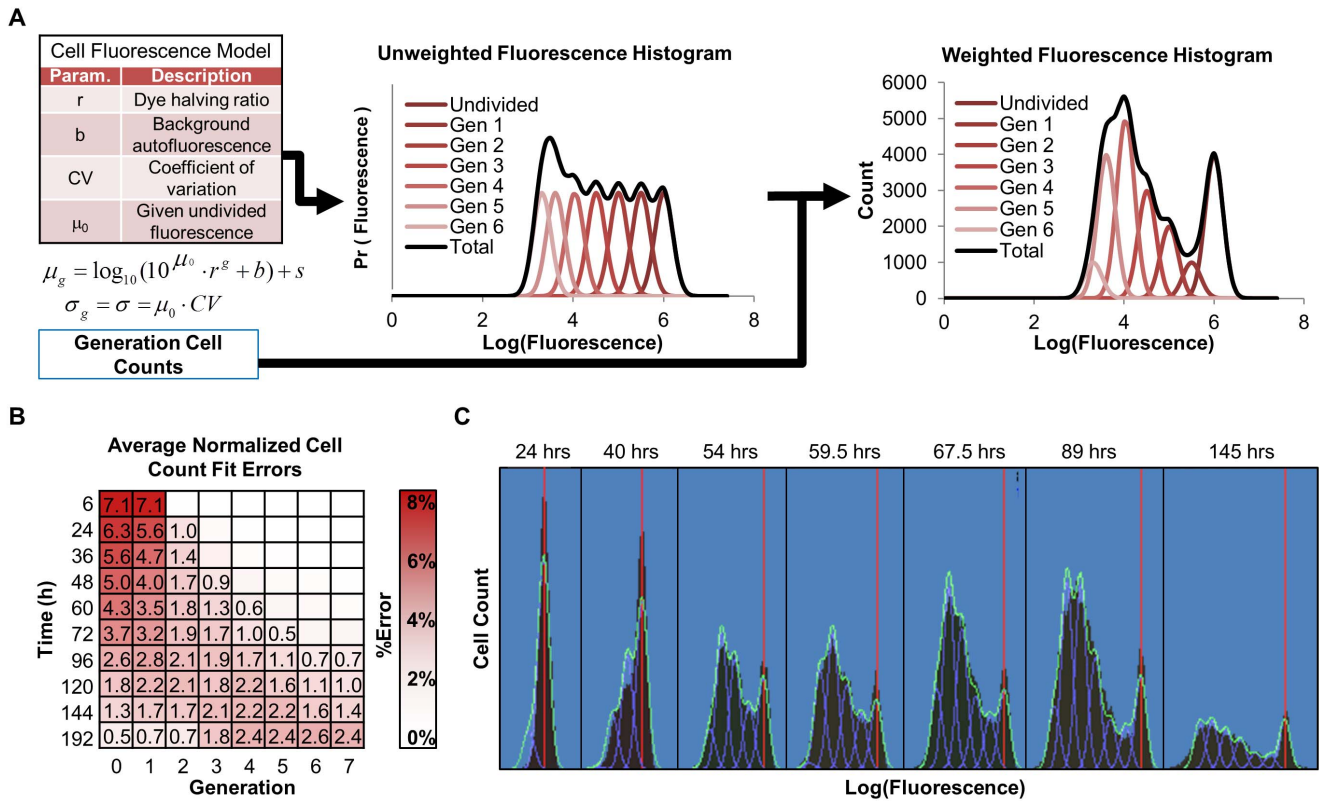 A
Cell Fluorescence Model
Param. Description
r Dye halving ratio
b Background autofluorescence
CV Coefficient of variation
μ0 Given undivided fluorescence
μg = log10(10^μ0 · r^g + b) + s
σg = σ = μ0 · CV
Generation Cell
Counts
Unweighted Fluorescence Histogram
Pr ( Fluorescence )
Undivided
Gen 1
Gen 2
Gen 3
Gen 4
Gen 5
Gen 6
Total
0 2 4 6 8
Log(Fluorescence)
Weighted Fluorescence Histogram
Count
6000
5000
4000
3000
2000
1000
0
Undivided
Gen 1
Gen 2
Gen 3
Gen 4
Gen 5
Gen 6
Total
0 2 4 6 8
Log(Fluorescence)
B
Average Normalized Cell
Count Fit Errors
Time (h)
6 7.1 7.1
24 6.3 5.6 1.0
36 5.6 4.7 1.4
48 5.0 4.0 1.7 0.9
60 4.3 3.5 1.8 1.3 0.6
72 3.7 3.2 1.9 1.7 1.0 0.5
96 2.6 2.8 2.1 1.9 1.7 1.1 0.7 0.7
120 1.8 2.2 2.1 1.8 2.2 1.6 1.1 1.0
144 1.3 1.7 1.7 2.1 2.2 2.2 1.6 1.4
192 0.5 0.7 0.7 1.8 2.4 2.4 2.6 2.4
0 1 2 3 4 5 6 7
Generation
%Error
8%
6%
4%
2%
0%
C
24 hrs 40 hrs 54 hrs 59.5 hrs 67.5 hrs 89 hrs 145 hrs
Cell Count
Log(Fluorescence)